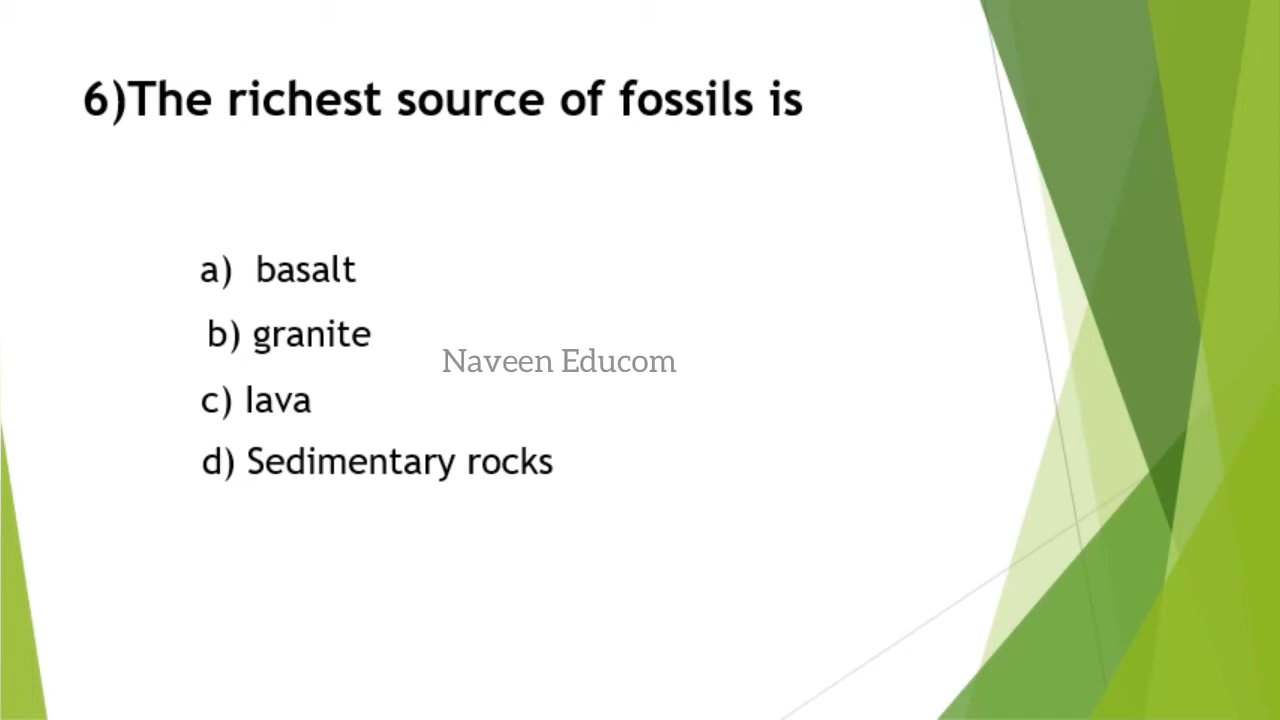 6)The richest source of fossils is
a) basalt
b) granite
Naveen Educom
c) lava
d) Sedimentary rocks